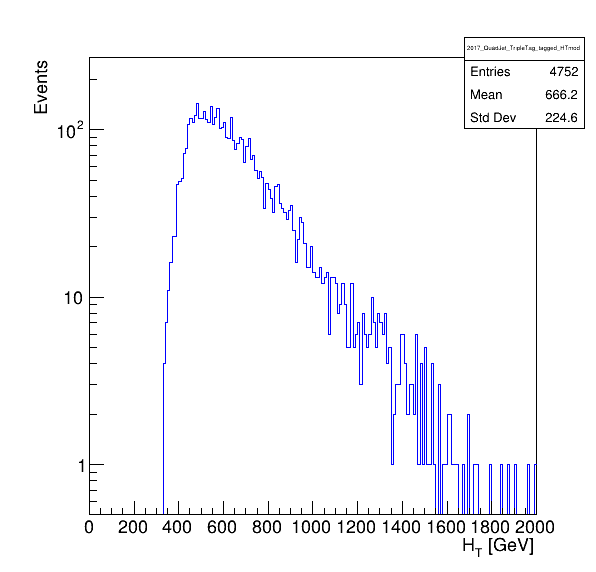 2017_QuadJet_TripleTag_tagged_HTmod
Entries 4752
Mean 666.2
Std Dev 224.6
Events
10²
10
1
0 200 400 600 800 1000 1200 1400 1600 1800 2000
H_T [GeV]